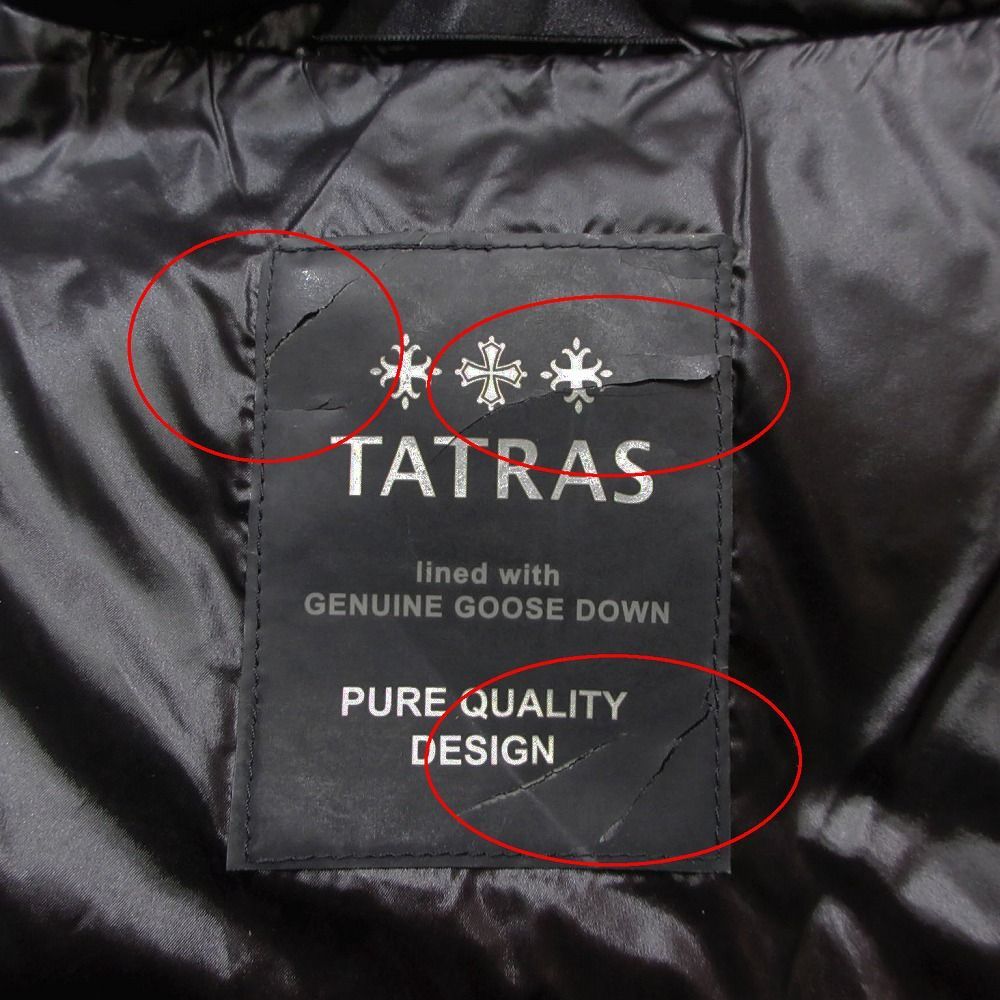 TATRAS
lined with
GENUINE GOOSE DOWN
PURE QUALITY
DESIGN